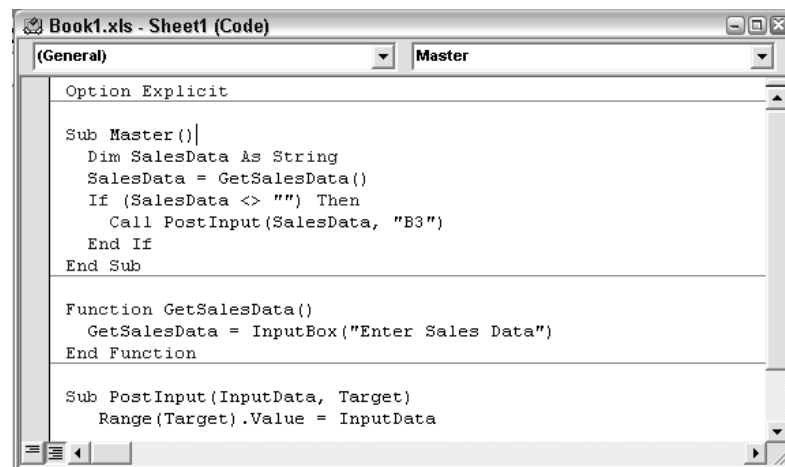 Book1.xls - Sheet1 (Code)
(General) Master
Option Explicit
Sub Master()
Dim SalesData As String
SalesData = GetSalesData()
If (SalesData <> "") Then
Call PostInput(SalesData, "B3")
End If
End Sub
Function GetSalesData()
GetSalesData = InputBox("Enter Sales Data")
End Function
Sub PostInput(InputData, Target)
Range(Target).Value = InputData